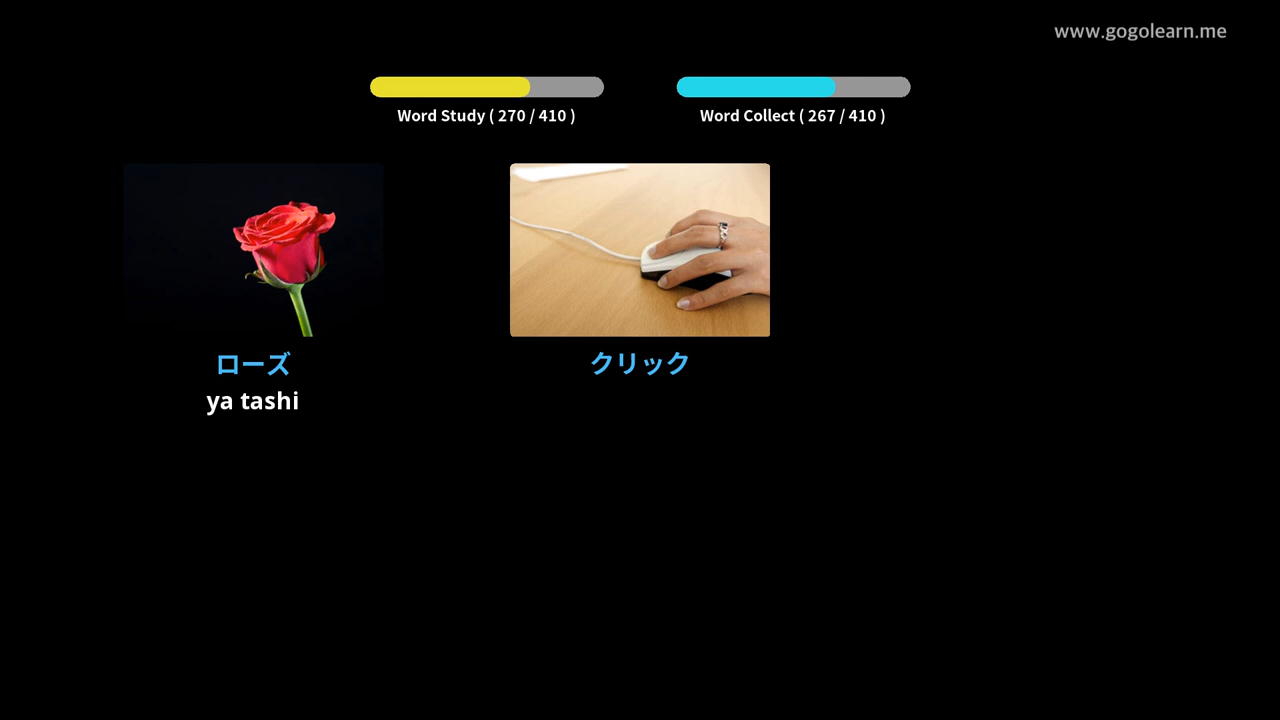 www.gogolearn.me
Word Study ( 270 / 410 )
Word Collect ( 267 / 410 )
ローズ
ya tashi
クリック